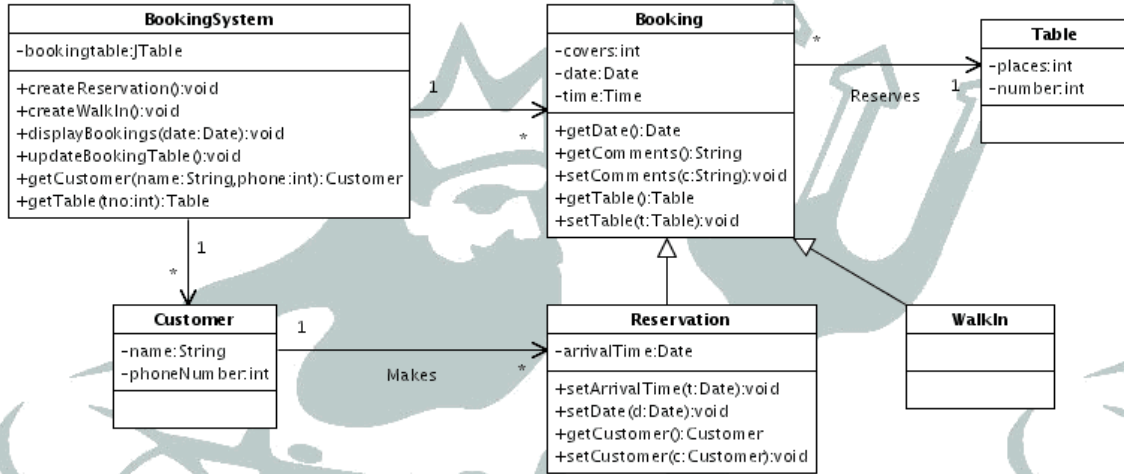 BookingSystem
-bookingtable:JTable
+createReservation():void
+createWalkIn():void
+displayBookings(date:Date):void
+updateBookingTable():void
+getCustomer(name:String,phone:int):Customer
+getTable(tno:int):Table
1
*
Booking
-covers:int
-date:Date
-time:Time
+getDate():Date
+getComments():String
+setComments(c:String):void
+getTable():Table
+setTable(t:Table):void
*
Reserves
1
Table
-places:int
-number:int
1
*
Customer
-name:String
-phoneNumber:int
1
Makes
*
Reservation
-arrivalTime:Date
+setArrivalTime(t:Date):void
+setDate(d:Date):void
+getCustomer():Customer
+setCustomer(c:Customer):void
WalkIn